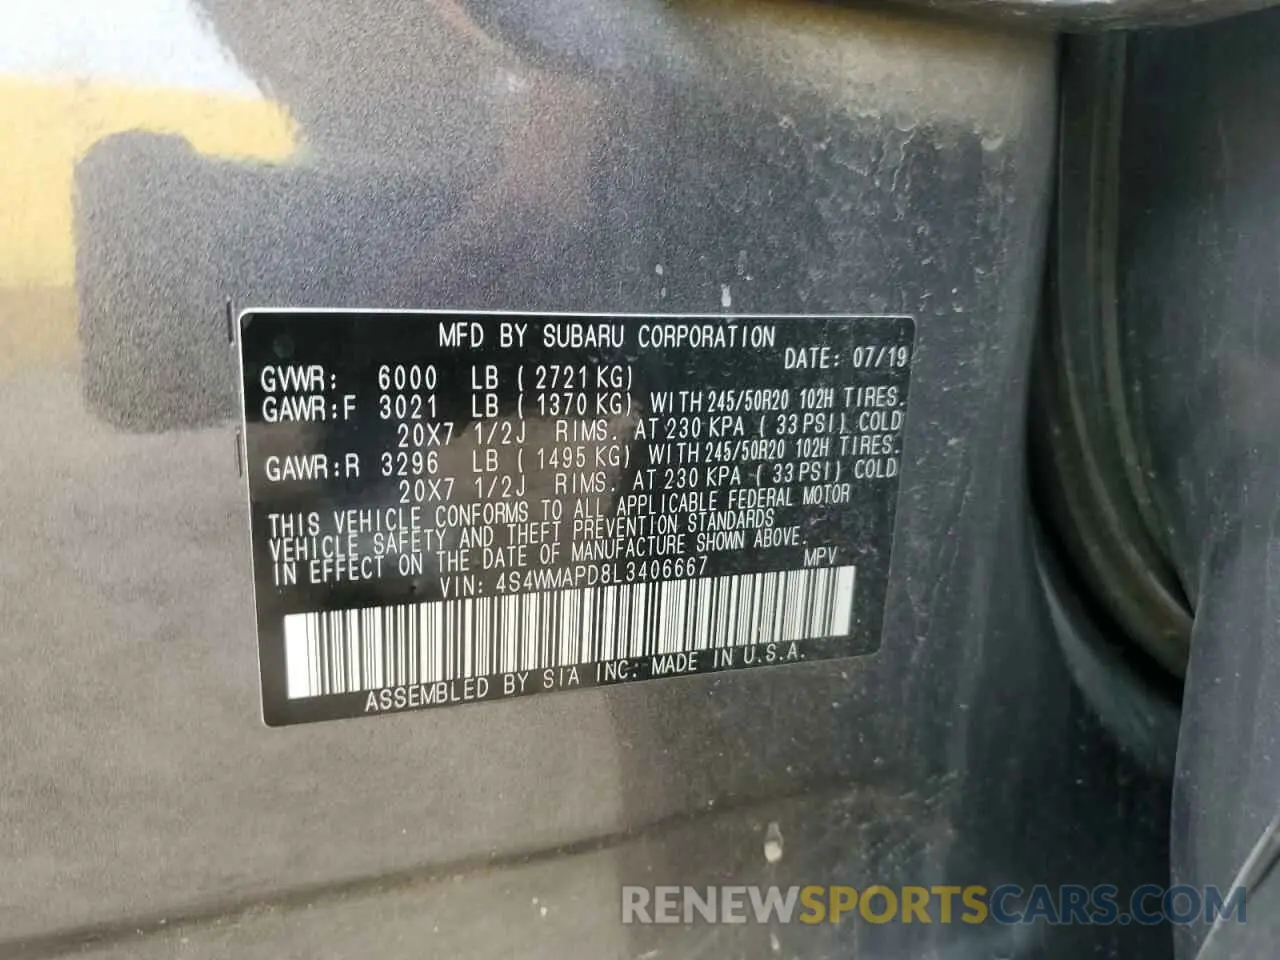 MFD BY SUBARU CORPORATION
DATE: 07/19
GVWR: 6000 LB ( 2721 KG)
GAWR:F 3021 LB ( 1370 KG) WITH 245/50R20 102H TIRES.
20X7 1/2J RIMS. AT 230 KPA ( 33 PSI) COLD
GAWR:R 3296 LB ( 1495 KG) WITH 245/50R20 102H TIRES.
20X7 1/2J RIMS. AT 230 KPA ( 33 PSI) COLD
THIS VEHICLE CONFORMS TO ALL APPLICABLE FEDERAL MOTOR
VEHICLE SAFETY AND THEFT PREVENTION STANDARDS
IN EFFECT ON THE DATE OF MANUFACTURE SHOWN ABOVE.
VIN: 4S4WMAPD8L3406667 MPV
ASSEMBLED BY SIA INC. MADE IN U.S.A.
RENEWSPORTSCARS.COM